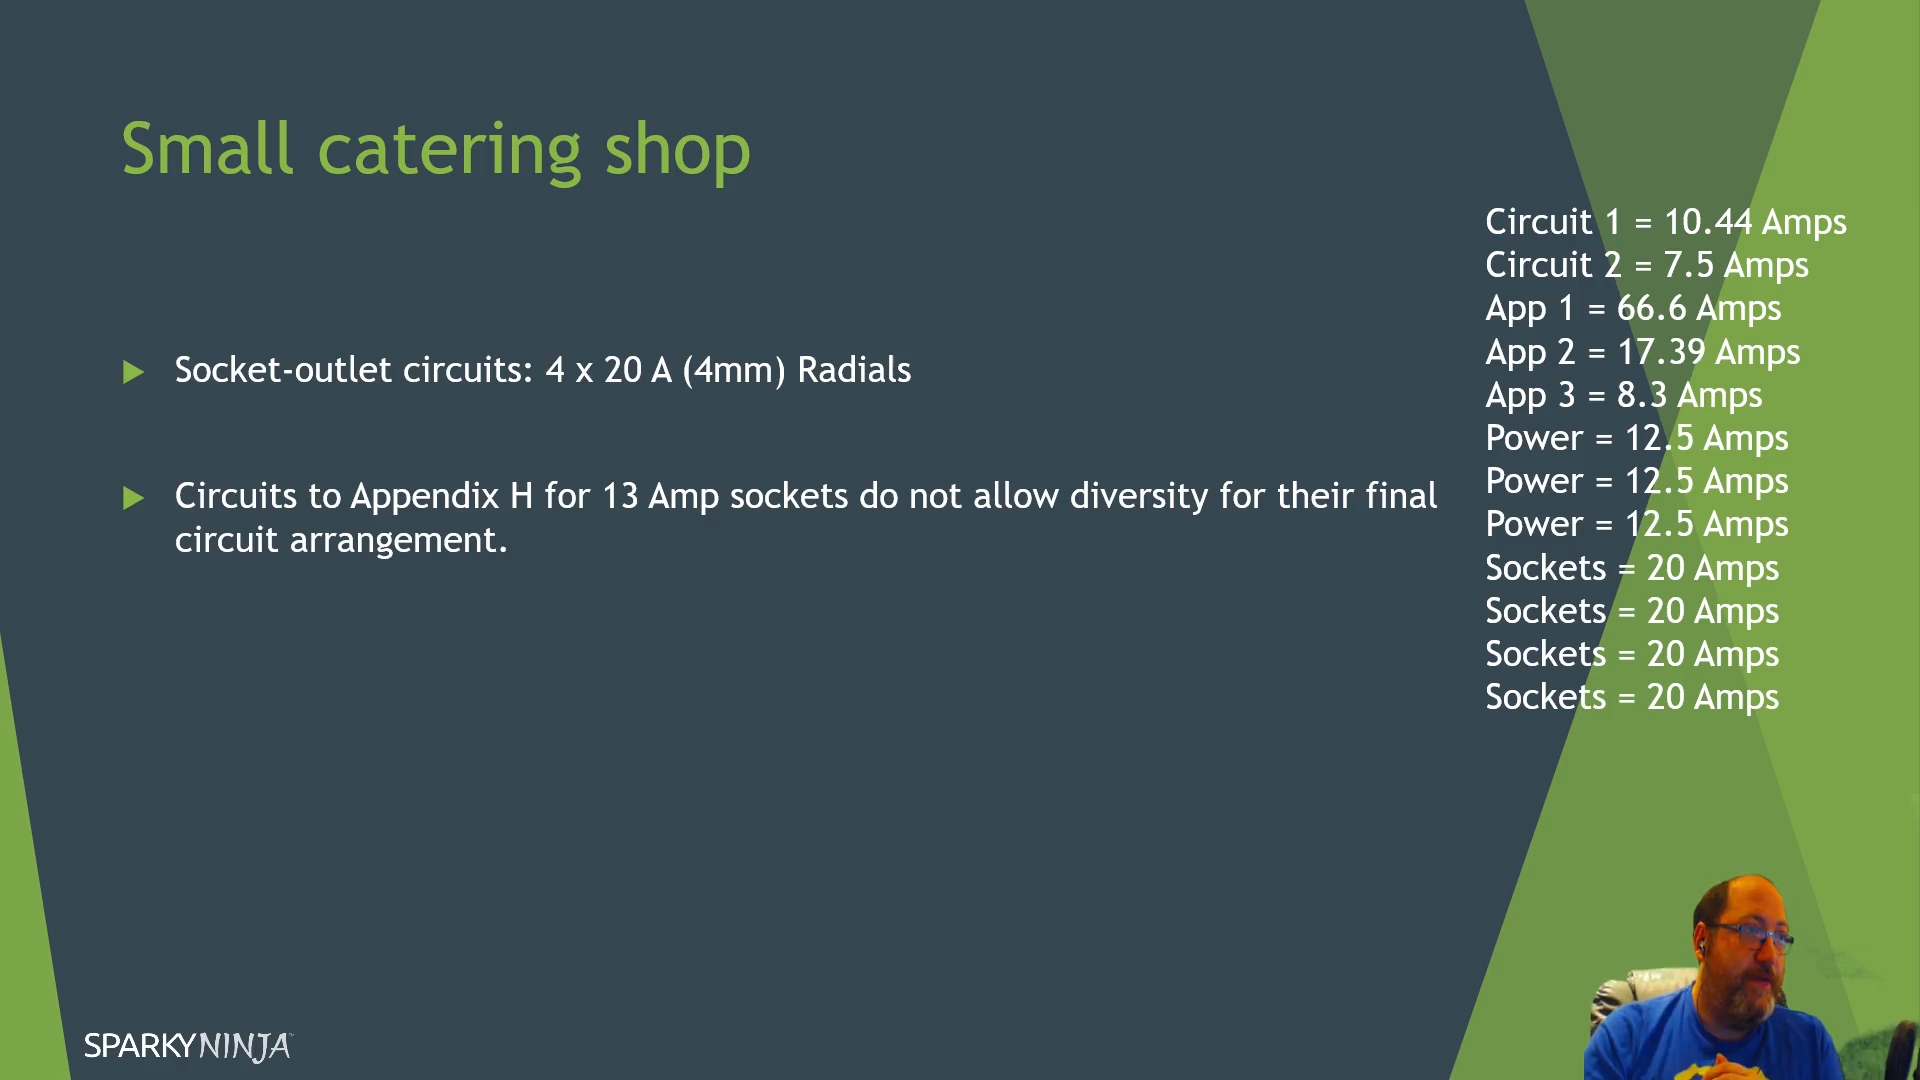 Small catering shop
Socket-outlet circuits: 4 x 20 A (4mm) Radials
Circuits to Appendix H for 13 Amp sockets do not allow diversity for their final
circuit arrangement.
Circuit 1 = 10.44 Amps
Circuit 2 = 7.5 Amps
App 1 = 66.6 Amps
App 2 = 17.39 Amps
App 3 = 8.3 Amps
Power = 12.5 Amps
Power = 12.5 Amps
Power = 12.5 Amps
Sockets = 20 Amps
Sockets = 20 Amps
Sockets = 20 Amps
Sockets = 20 Amps
SPARKYNINJA